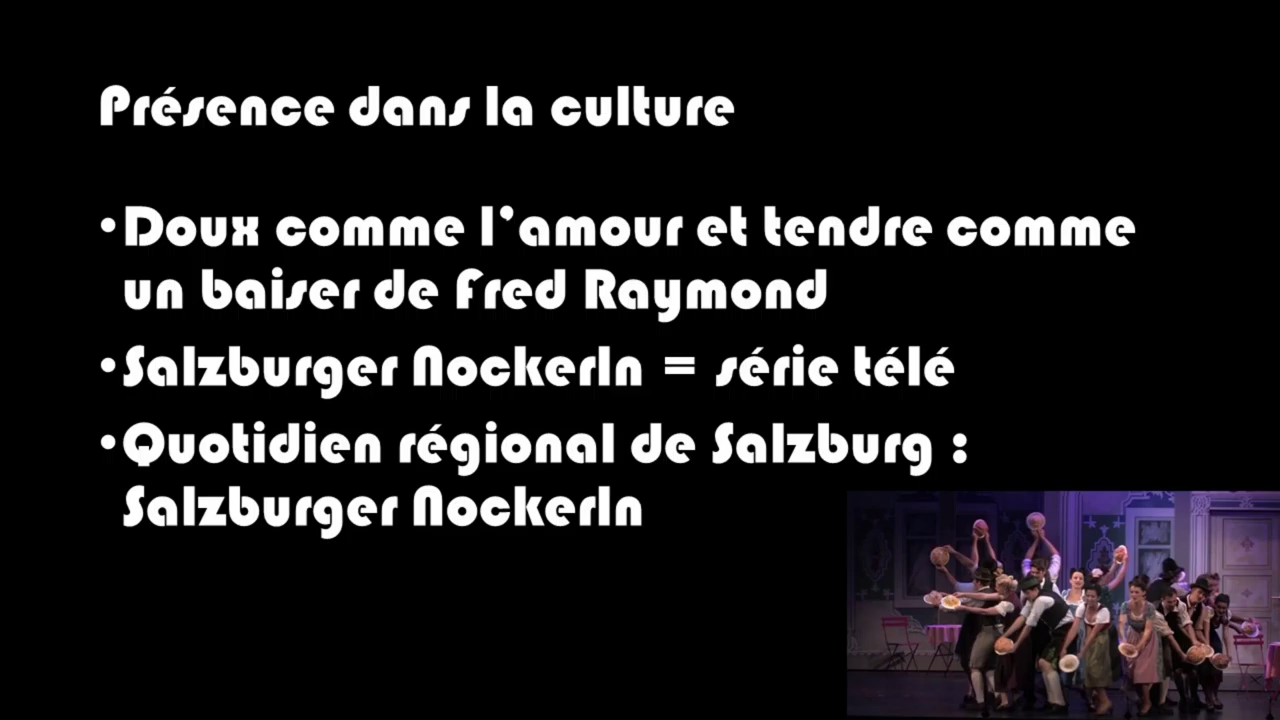 Présence dans la culture
•Doux comme l’amour et tendre comme
un baiser de Fred Raymond
•Salzburger Nockerln = série télé
•Quotidien régional de Salzburg :
Salzburger Nockerln